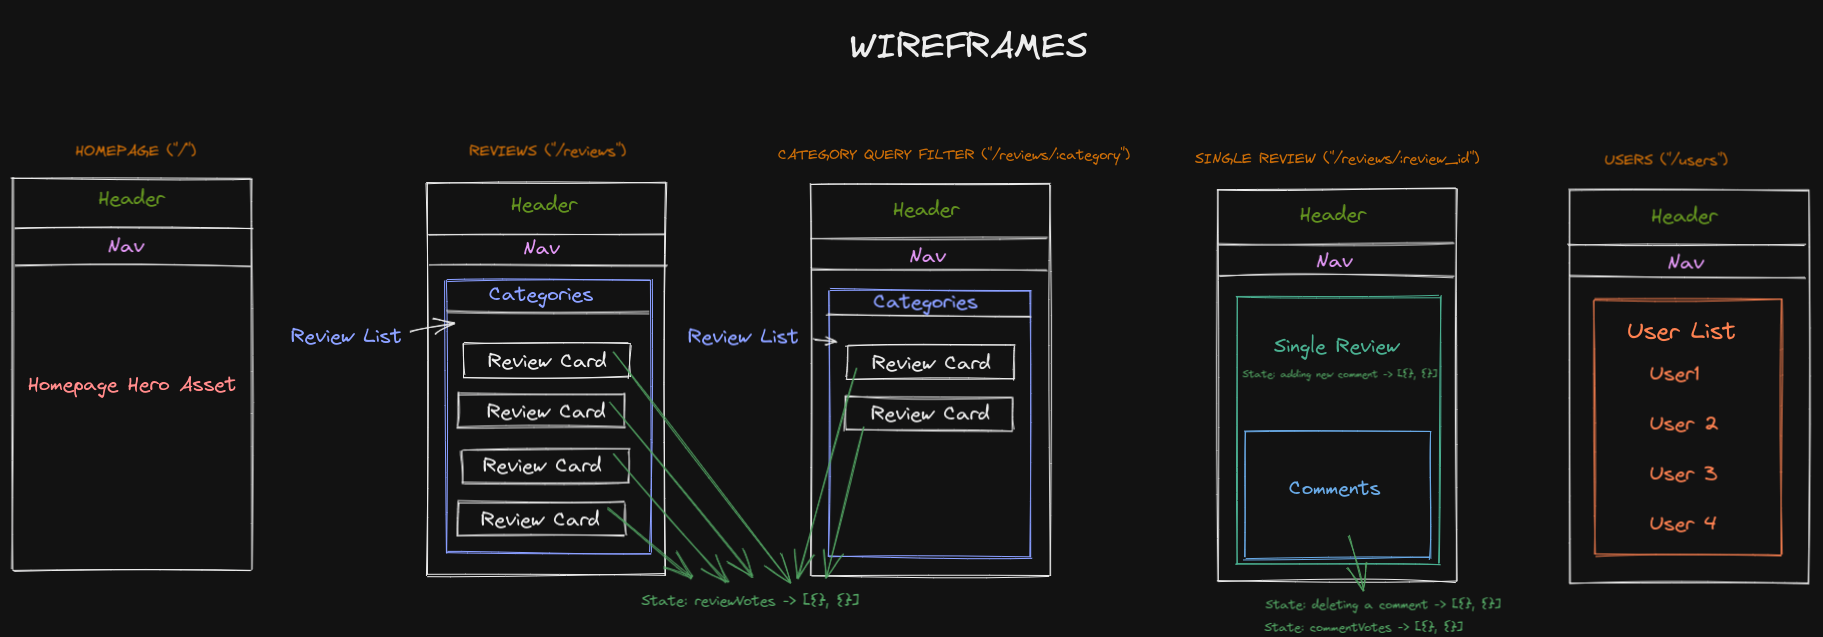 WIREFRAMES
HOMEPAGE ("/")
Header
Nav
Homepage Hero Asset
REVIEWS ("/reviews")
Header
Nav
Categories
Review List
Review Card
Review Card
Review Card
Review Card
CATEGORY QUERY FILTER ("/reviews/:category")
Header
Nav
Categories
Review List
Review Card
Review Card
State: reviewVotes -> [{}, {}]
SINGLE REVIEW ("/reviews/:review_id")
Header
Nav
Single Review
State: adding new comment -> [{}, {}]
Comments
State: deleting a comment -> [{}, {}]
State: commentVotes -> [{}, {}]
USERS ("/users")
Header
Nav
User List
User1
User 2
User 3
User 4